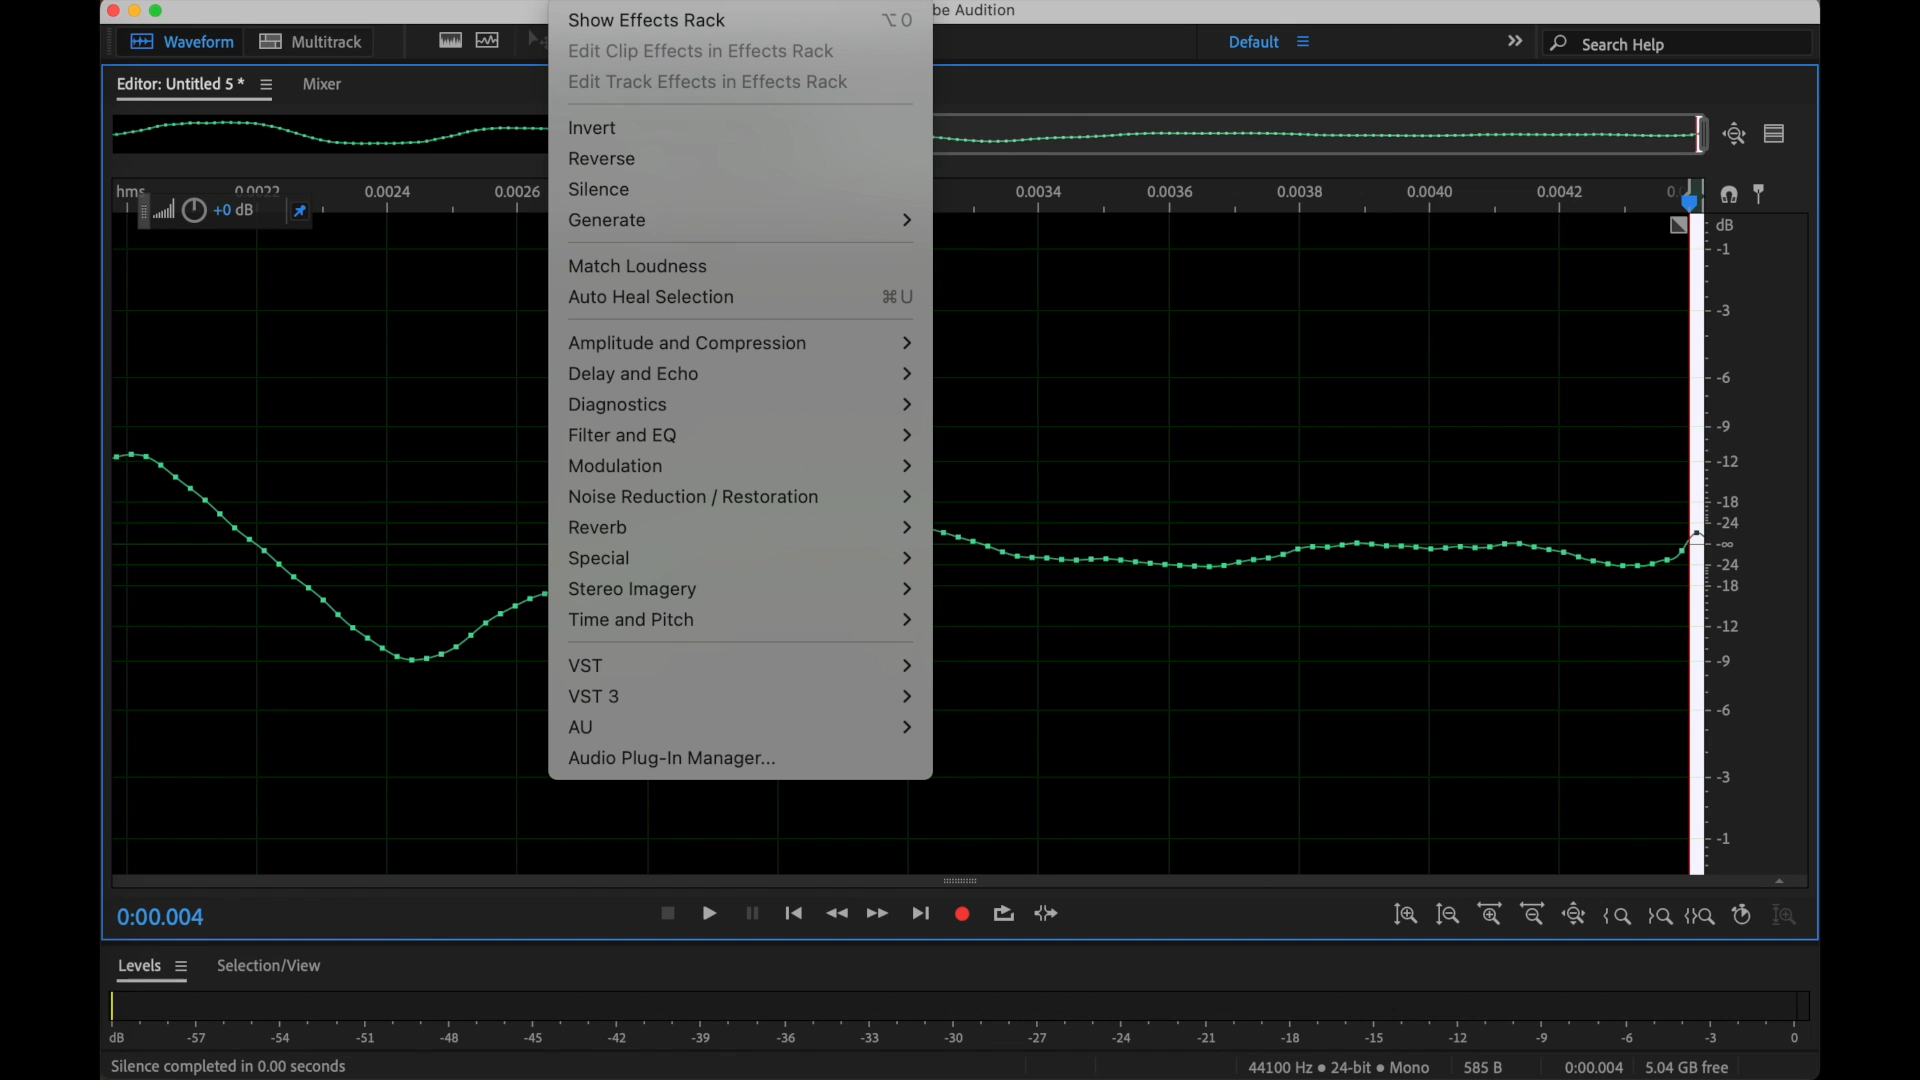 be Audition
Waveform
Multitrack
Default
Search Help
Editor: Untitled 5 *
Mixer
Show Effects Rack ⌥0
Edit Clip Effects in Effects Rack
Edit Track Effects in Effects Rack
Invert
Reverse
Silence
Generate
Match Loudness
Auto Heal Selection ⌘U
Amplitude and Compression
Delay and Echo
Diagnostics
Filter and EQ
Modulation
Noise Reduction / Restoration
Reverb
Special
Stereo Imagery
Time and Pitch
VST
VST 3
AU
Audio Plug-In Manager...
hms 0.0022 0.0024 0.0026 0.0034 0.0036 0.0038 0.0040 0.0042
+0 dB
dB
-1
-3
-6
-9
-12
-18
-24
-∞
-24
-18
-12
-9
-6
-3
-1
0:00.004
Levels
Selection/View
dB -57 -54 -51 -48 -45 -42 -39 -36 -33 -30 -27 -24 -21 -18 -15 -12 -9 -6 -3 0
Silence completed in 0.00 seconds
44100 Hz ● 24-bit ● Mono 585 B 0:00.004 5.04 GB free